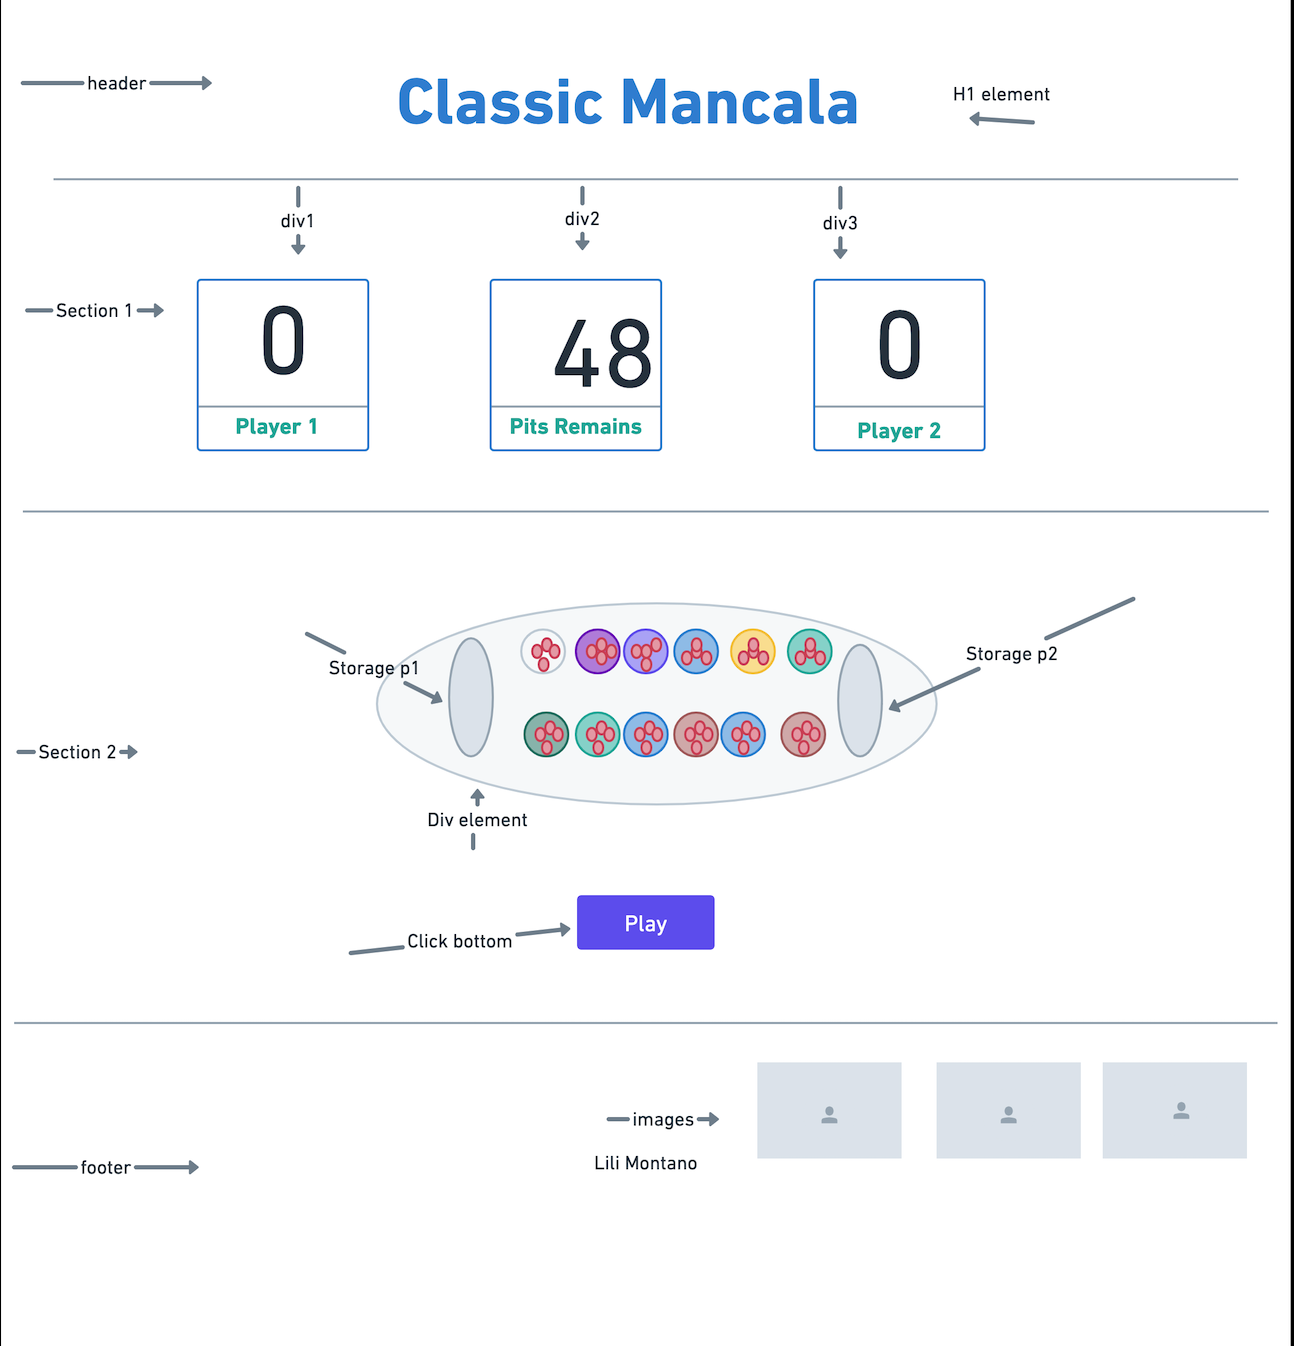 header
Classic Mancala
H1 element
div1
div2
div3
Section 1
0
48
0
Player 1
Pits Remains
Player 2
Storage p1
Storage p2
Section 2
Div element
Play
Click bottom
images
Lili Montano
footer